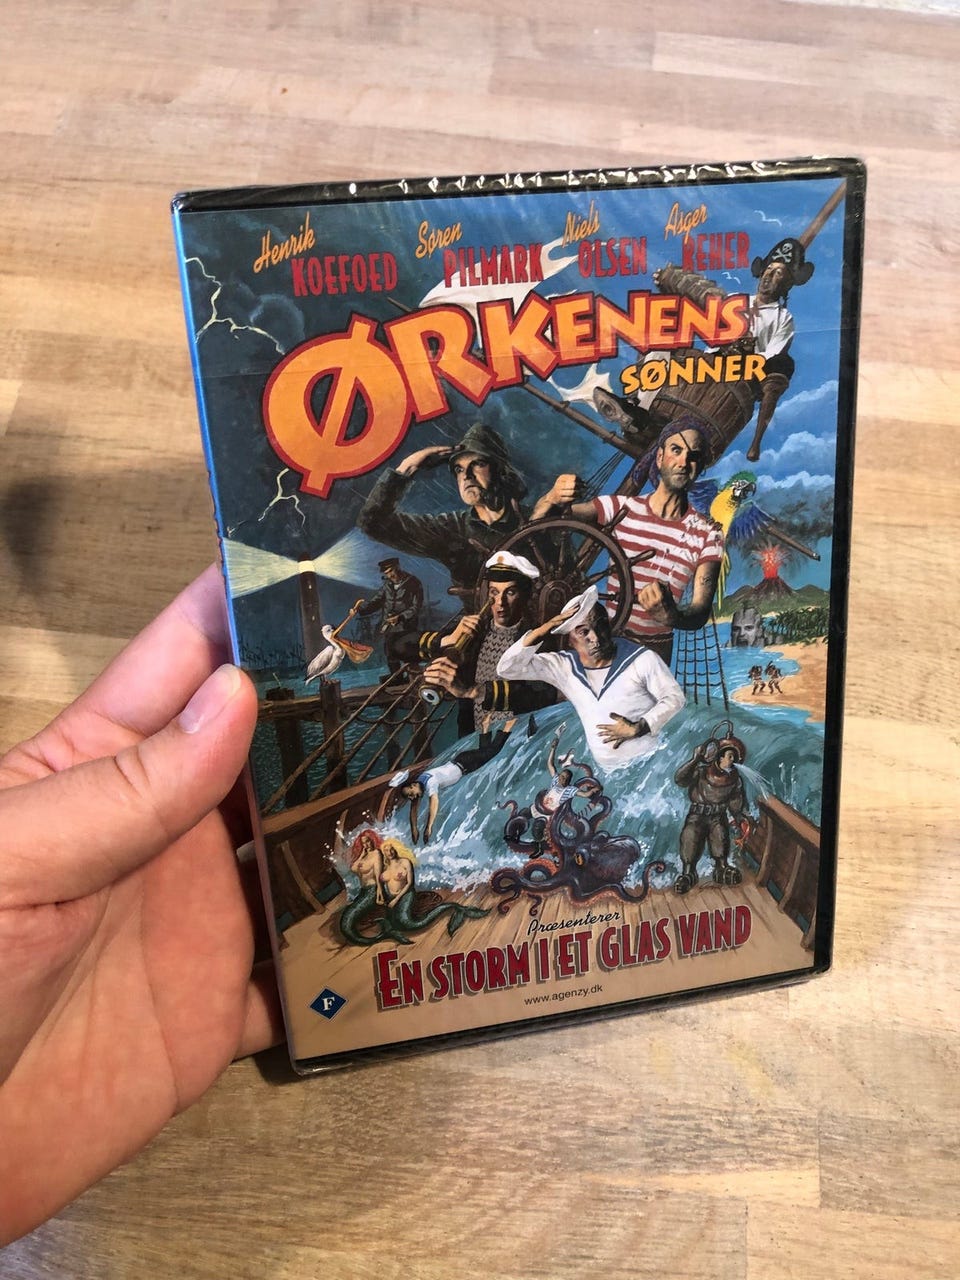 Henrik Søren Niels Asger
KOEFOED PILMARK OLSEN REHER
ØRKENENS
SØNNER
Præsenterer
EN STORM I ET GLAS VAND
www.agenzy.dk
F